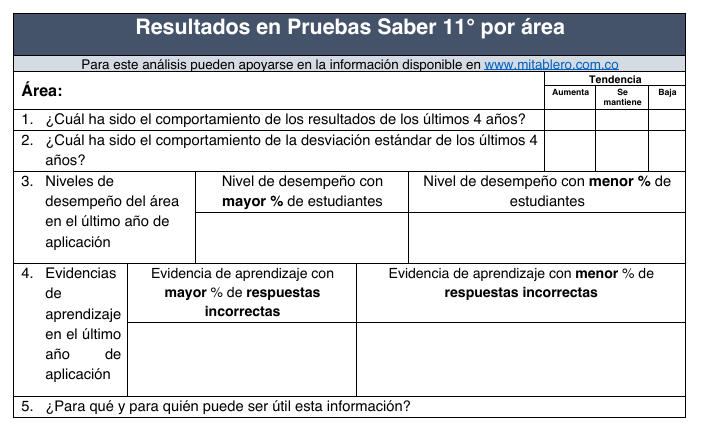 Resultados en Pruebas Saber 11° por área
Para este análisis pueden apoyarse en la información disponible en www.mitablero.com.co
Área:
Tendencia
Aumenta
Se
mantiene
Baja
1. ¿Cuál ha sido el comportamiento de los resultados de los últimos 4 años?
2. ¿Cuál ha sido el comportamiento de la desviación estándar de los últimos 4
años?
3. Niveles de
desempeño del área
en el último año de
aplicación
Nivel de desempeño con
mayor % de estudiantes
Nivel de desempeño con menor % de
estudiantes
4. Evidencias
de
aprendizaje
en el último
año de
aplicación
Evidencia de aprendizaje con
mayor % de respuestas
incorrectas
Evidencia de aprendizaje con menor % de
respuestas incorrectas
5. ¿Para qué y para quién puede ser útil esta información?